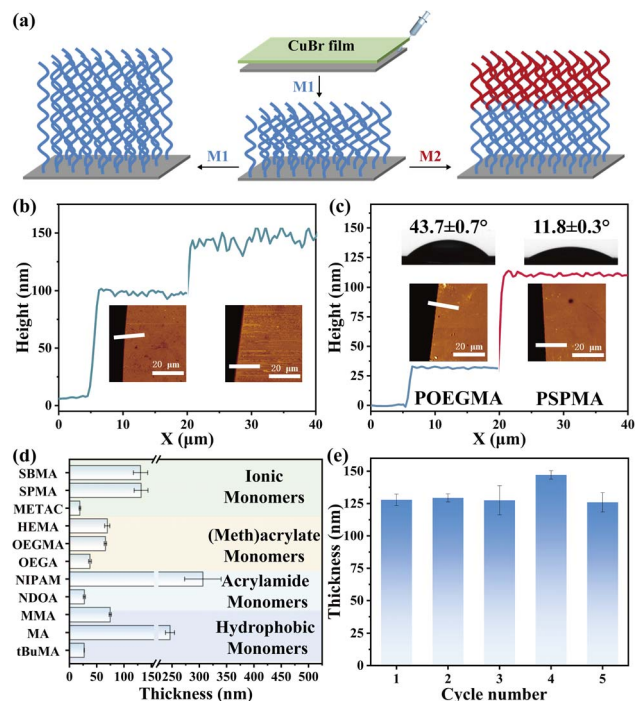 (a)
CuBr film
M1
M1
M2
(b)
Height (nm)
150
100
50
0
0 10 20 30 40
X (μm)
20 μm
20 μm
(c)
Height (nm)
150
125
100
75
50
25
0
0 10 20 30 40
X (μm)
43.7±0.7° 11.8±0.3°
20 μm
20 μm
POEGMA PSPMA
(d)
SBMA
SPMA
METAC
HEMA
OEGMA
OEGA
NIPAM
NDOA
MMA
MA
tBuMA
Ionic
Monomers
(Meth)acrylate
Monomers
Acrylamide
Monomers
Hydrophobic
Monomers
0 50 100 150 200 250 300 350 400 450 500
Thickness (nm)
(e)
Thickness (nm)
175
150
125
100
75
50
25
0
1 2 3 4 5
Cycle number